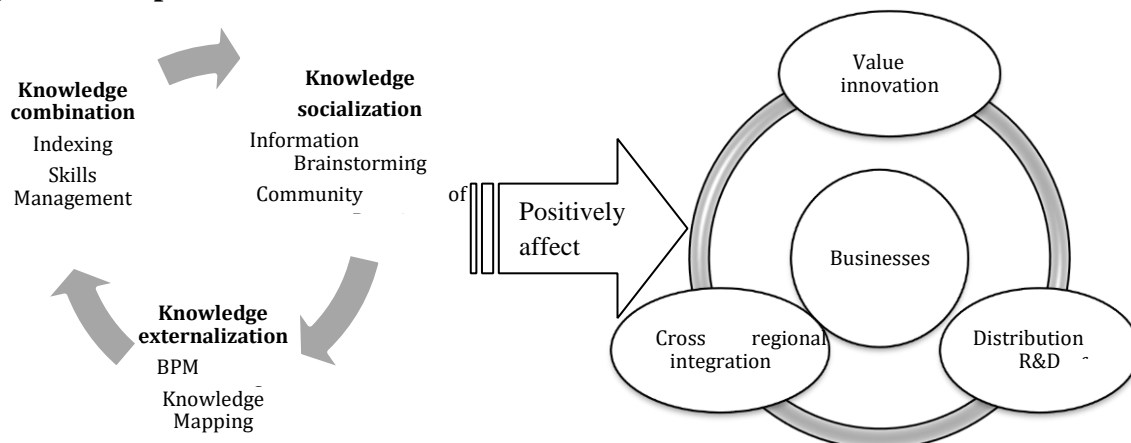 Knowledge
combination
Indexing
Skills
Management
Knowledge
socialization
Information
Brainstorming
Community of
Knowledge
externalization
BPM
Knowledge
Mapping
Positively
affect
Value
innovation
Businesses
Cross regional
integration
Distribution
R&D